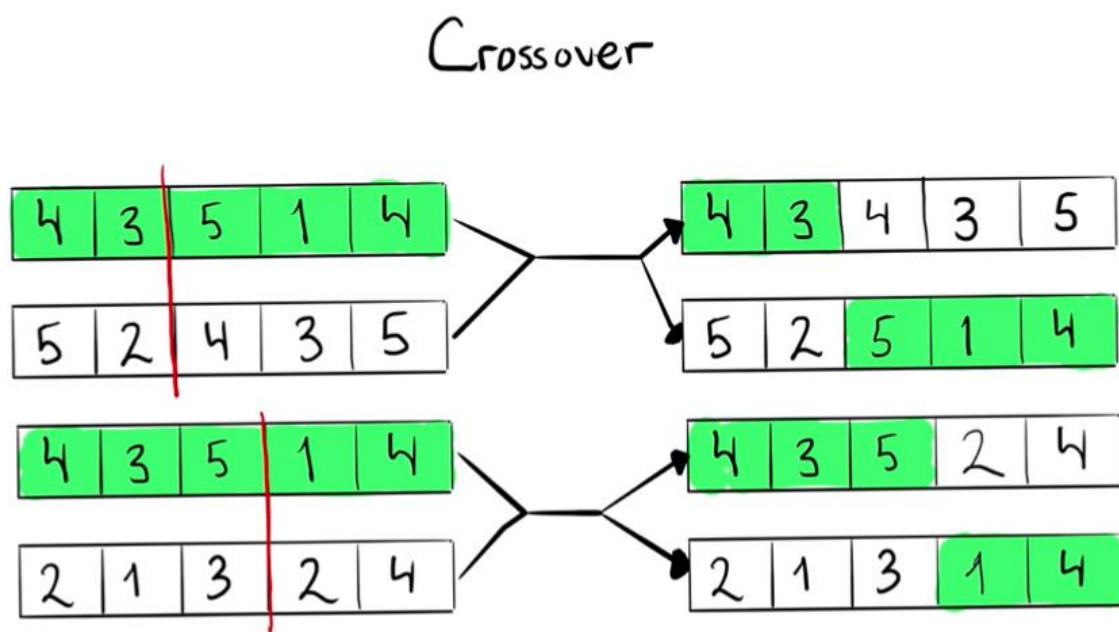 Crossover
4 3 5 1 4
4 3 4 3 5
5 2 4 3 5
5 2 5 1 4
4 3 5 1 4
4 3 5 2 4
2 1 3 2 4
2 1 3 1 4